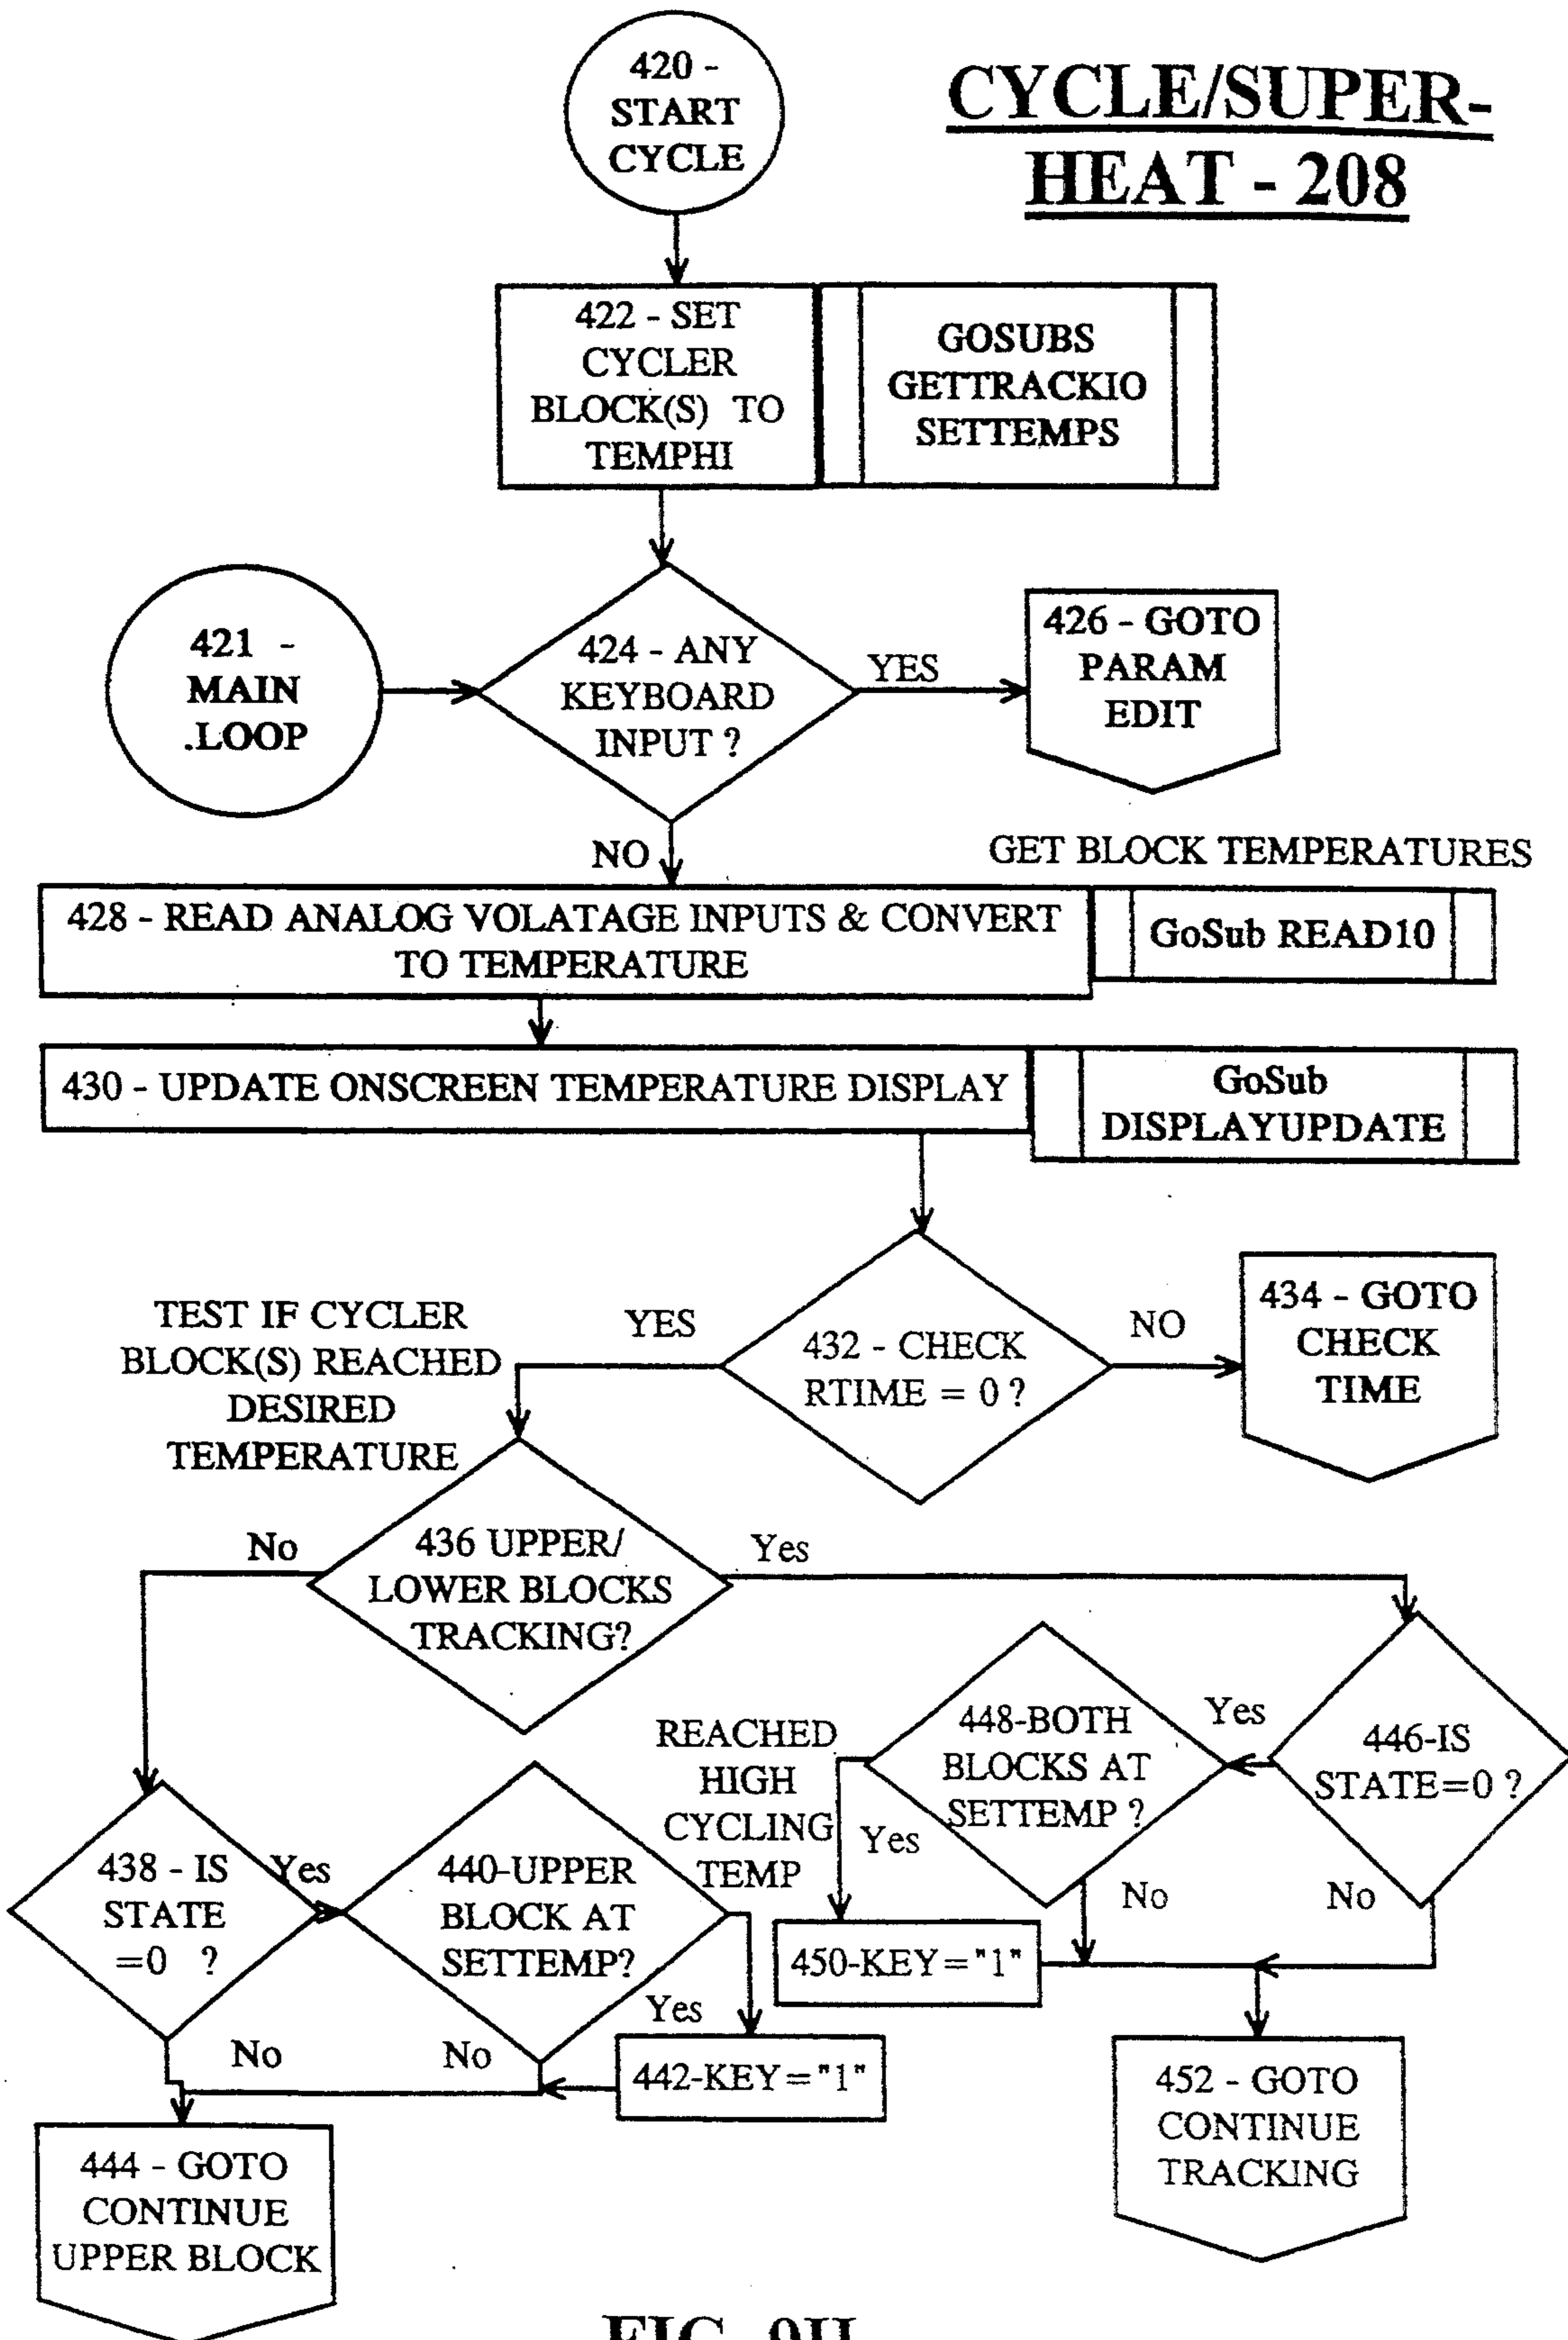 420 -
START
CYCLE
CYCLE/SUPER-
HEAT - 208
422 - SET
CYCLER
BLOCK(S) TO
TEMPHI
GOSUBS
GETTRACKIO
SETTEMPS
421 -
MAIN
.LOOP
424 - ANY
KEYBOARD
INPUT ?
YES
426 - GOTO
PARAM
EDIT
NO
GET BLOCK TEMPERATURES
428 - READ ANALOG VOLATAGE INPUTS & CONVERT
TO TEMPERATURE
GoSub READ10
430 - UPDATE ONSCREEN TEMPERATURE DISPLAY
GoSub
DISPLAYUPDATE
TEST IF CYCLER
BLOCK(S) REACHED
DESIRED
TEMPERATURE
YES
432 - CHECK
RTIME = 0 ?
NO
434 - GOTO
CHECK
TIME
No
436 UPPER/
LOWER BLOCKS
TRACKING?
Yes
REACHED
HIGH
CYCLING
TEMP
448-BOTH
BLOCKS AT
SETTEMP ?
Yes
446-IS
STATE=0 ?
Yes
No
No
438 - IS
STATE
=0 ?
Yes
440-UPPER
BLOCK AT
SETTEMP?
450-KEY="1"
Yes
No
No
442-KEY="1"
444 - GOTO
CONTINUE
UPPER BLOCK
452 - GOTO
CONTINUE
TRACKING